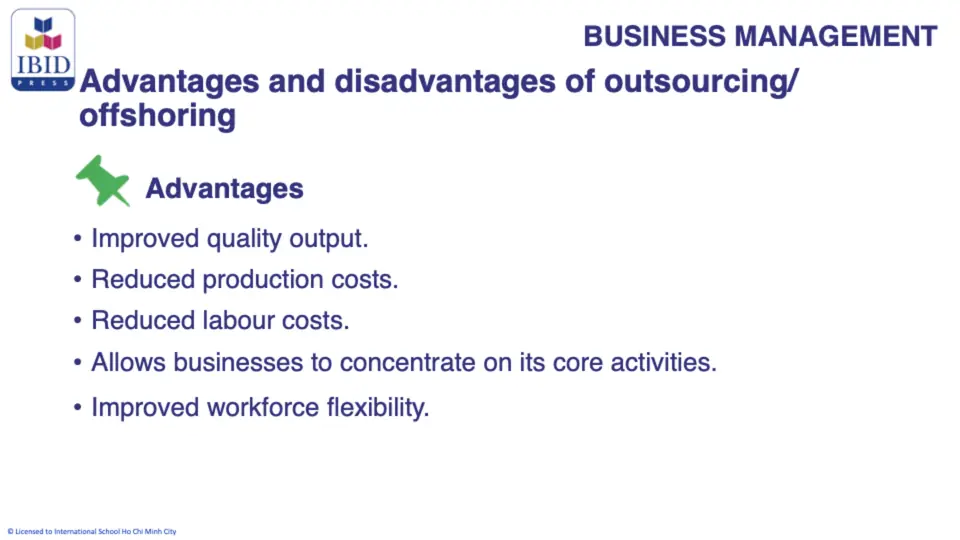 IBID
PRESS
BUSINESS MANAGEMENT
Advantages and disadvantages of outsourcing/
offshoring
Advantages
• Improved quality output.
• Reduced production costs.
• Reduced labour costs.
• Allows businesses to concentrate on its core activities.
• Improved workforce flexibility.
© Licensed to International School Ho Chi Minh City